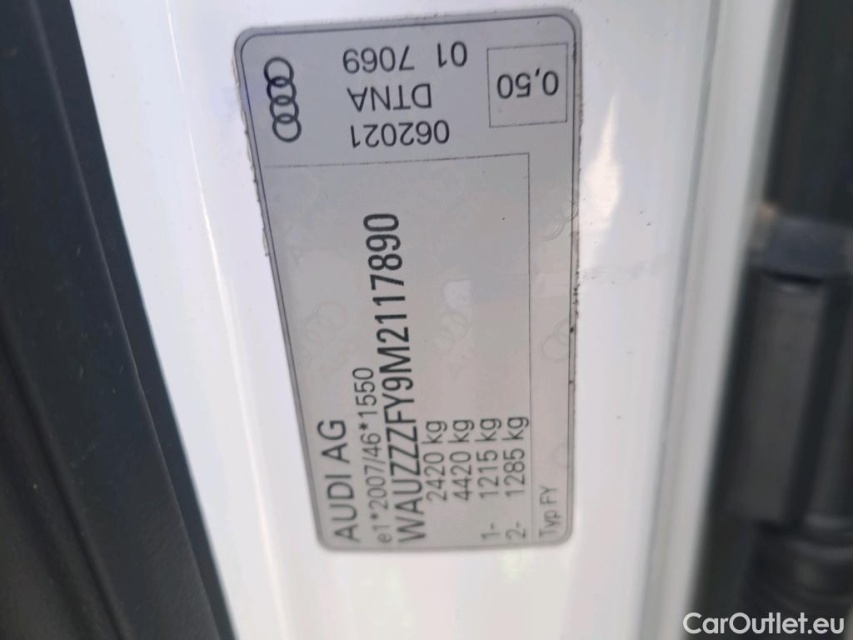 AUDI AG
e1*2007/46*1550
WAUZZZFY9M2117890
2420 kg
4420 kg
1- 1215 kg
2- 1285 kg
Typ FY
062021
DTNA
01 7069
0,50
CarOutlet.eu